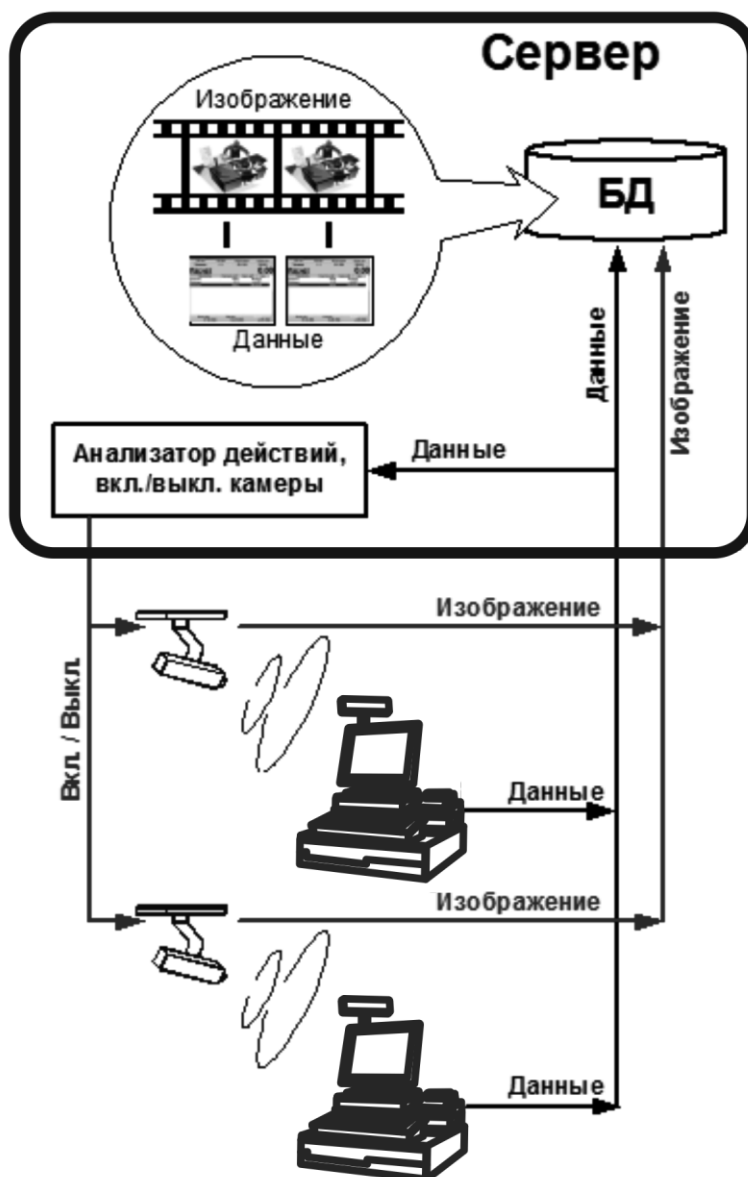 Сервер
Изображение
БД
Данные
Данные
Изображение
Анализатор действий,
вкл./выкл. камеры
Данные
Изображение
Вкл. / Выкл.
Данные
Изображение
Данные